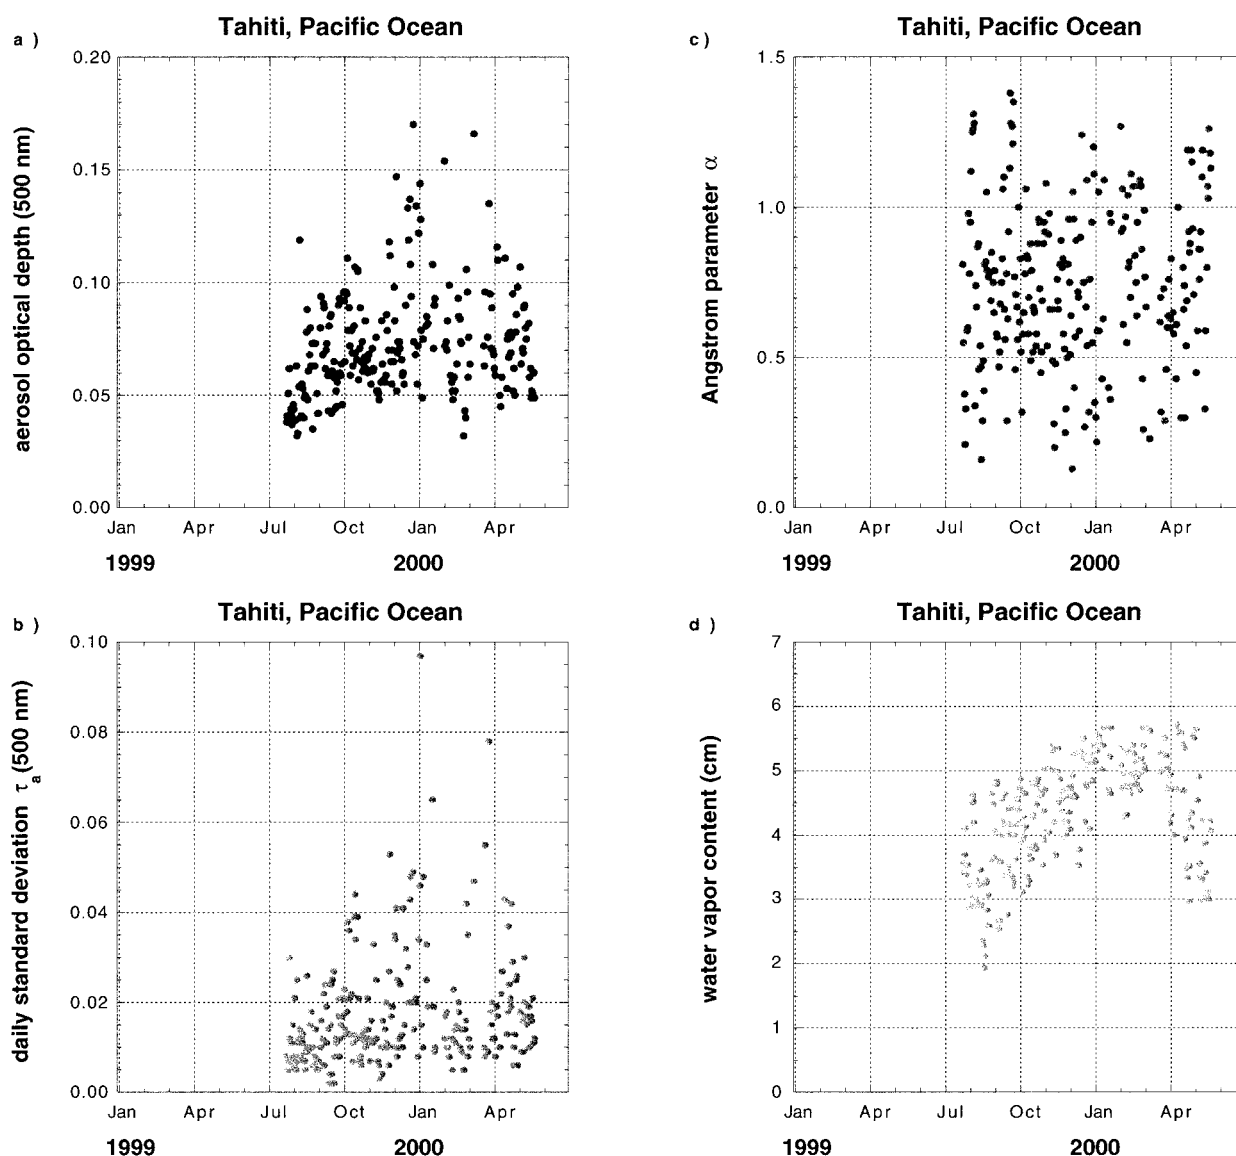 a )
Tahiti, Pacific Ocean
aerosol optical depth (500 nm)
0.20
0.15
0.10
0.05
0.00
Jan Apr Jul Oct Jan Apr
1999 2000
c )
Tahiti, Pacific Ocean
Angstrom parameter α
1.5
1.0
0.5
0.0
Jan Apr Jul Oct Jan Apr
1999 2000
b )
Tahiti, Pacific Ocean
daily standard deviation τa (500 nm)
0.10
0.08
0.06
0.04
0.02
0.00
Jan Apr Jul Oct Jan Apr
1999 2000
d )
Tahiti, Pacific Ocean
water vapor content (cm)
7
6
5
4
3
2
1
0
Jan Apr Jul Oct Jan Apr
1999 2000